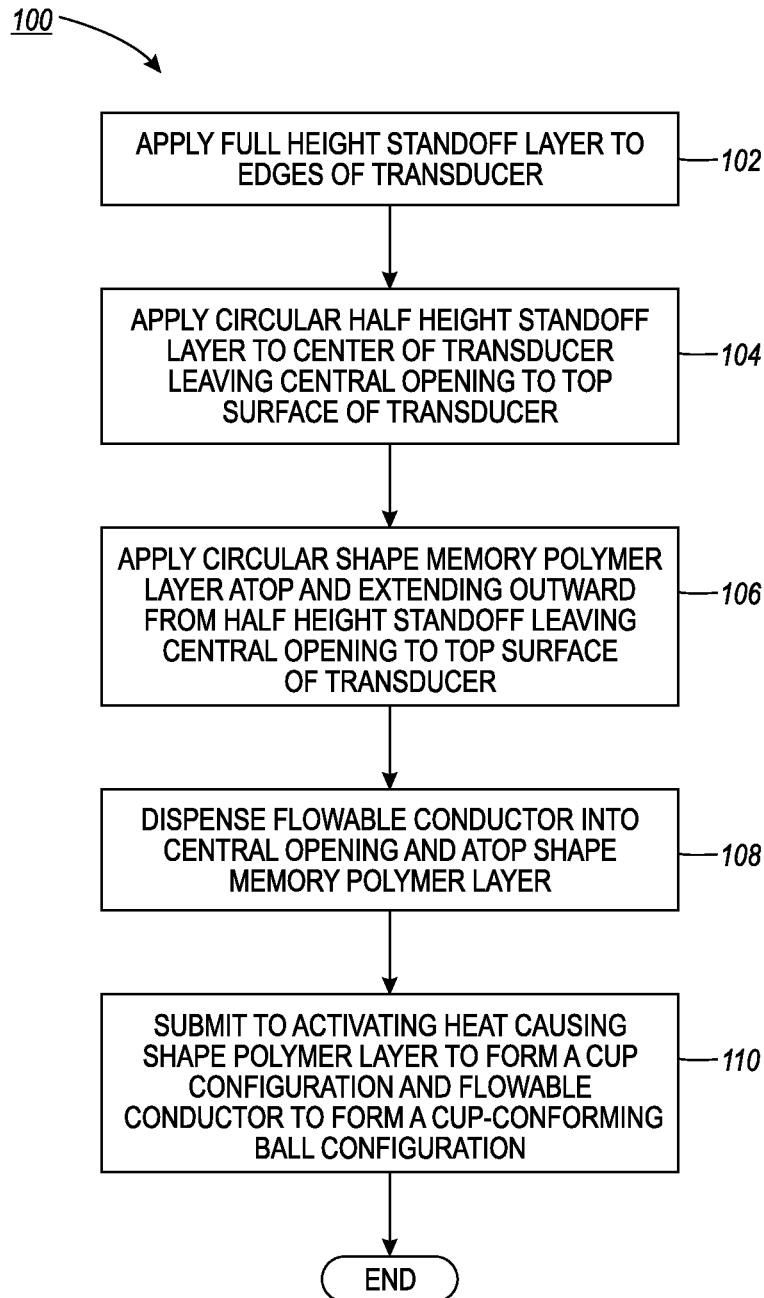 100
APPLY FULL HEIGHT STANDOFF LAYER TO
EDGES OF TRANSDUCER
102
APPLY CIRCULAR HALF HEIGHT STANDOFF
LAYER TO CENTER OF TRANSDUCER
LEAVING CENTRAL OPENING TO TOP
SURFACE OF TRANSDUCER
104
APPLY CIRCULAR SHAPE MEMORY POLYMER
LAYER ATOP AND EXTENDING OUTWARD
FROM HALF HEIGHT STANDOFF LEAVING
CENTRAL OPENING TO TOP SURFACE
OF TRANSDUCER
106
DISPENSE FLOWABLE CONDUCTOR INTO
CENTRAL OPENING AND ATOP SHAPE
MEMORY POLYMER LAYER
108
SUBMIT TO ACTIVATING HEAT CAUSING
SHAPE POLYMER LAYER TO FORM A CUP
CONFIGURATION AND FLOWABLE
CONDUCTOR TO FORM A CUP-CONFORMING
BALL CONFIGURATION
110
END